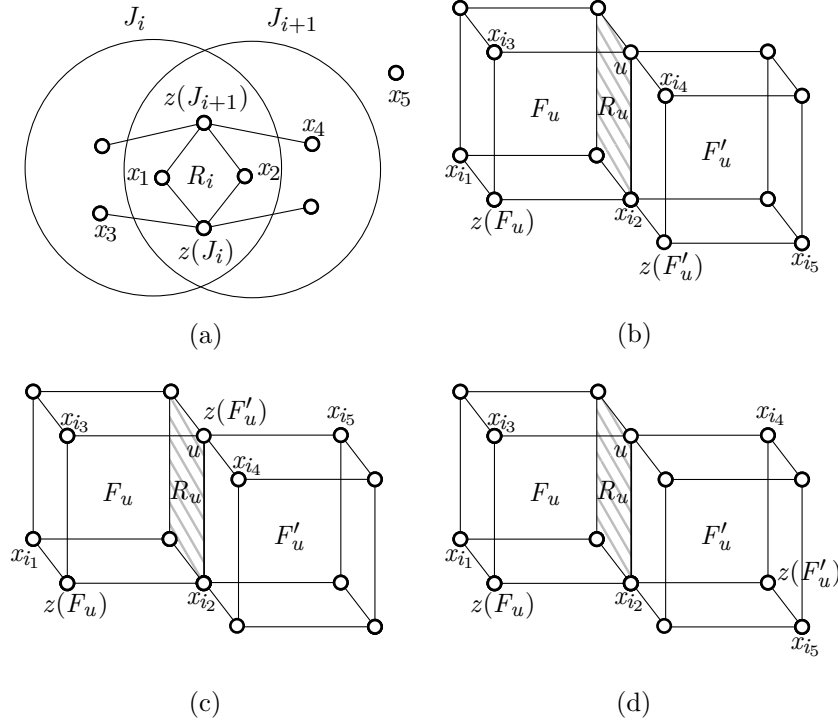 J_i J_{i+1}
z(J_{i+1}) x_4 x_5
x_1 R_i x_2
x_3 z(J_i)
(a)
x_{i_3} u x_{i_4}
F_u R_u F'_u
x_{i_1} z(F_u) x_{i_2} z(F'_u) x_{i_5}
(b)
x_{i_3} z(F'_u) x_{i_5}
u x_{i_4}
F_u R_u F'_u
x_{i_1} z(F_u) x_{i_2}
(c)
x_{i_3} u x_{i_4}
F_u R_u F'_u
x_{i_1} z(F_u) x_{i_2} z(F'_u)
x_{i_5}
(d)